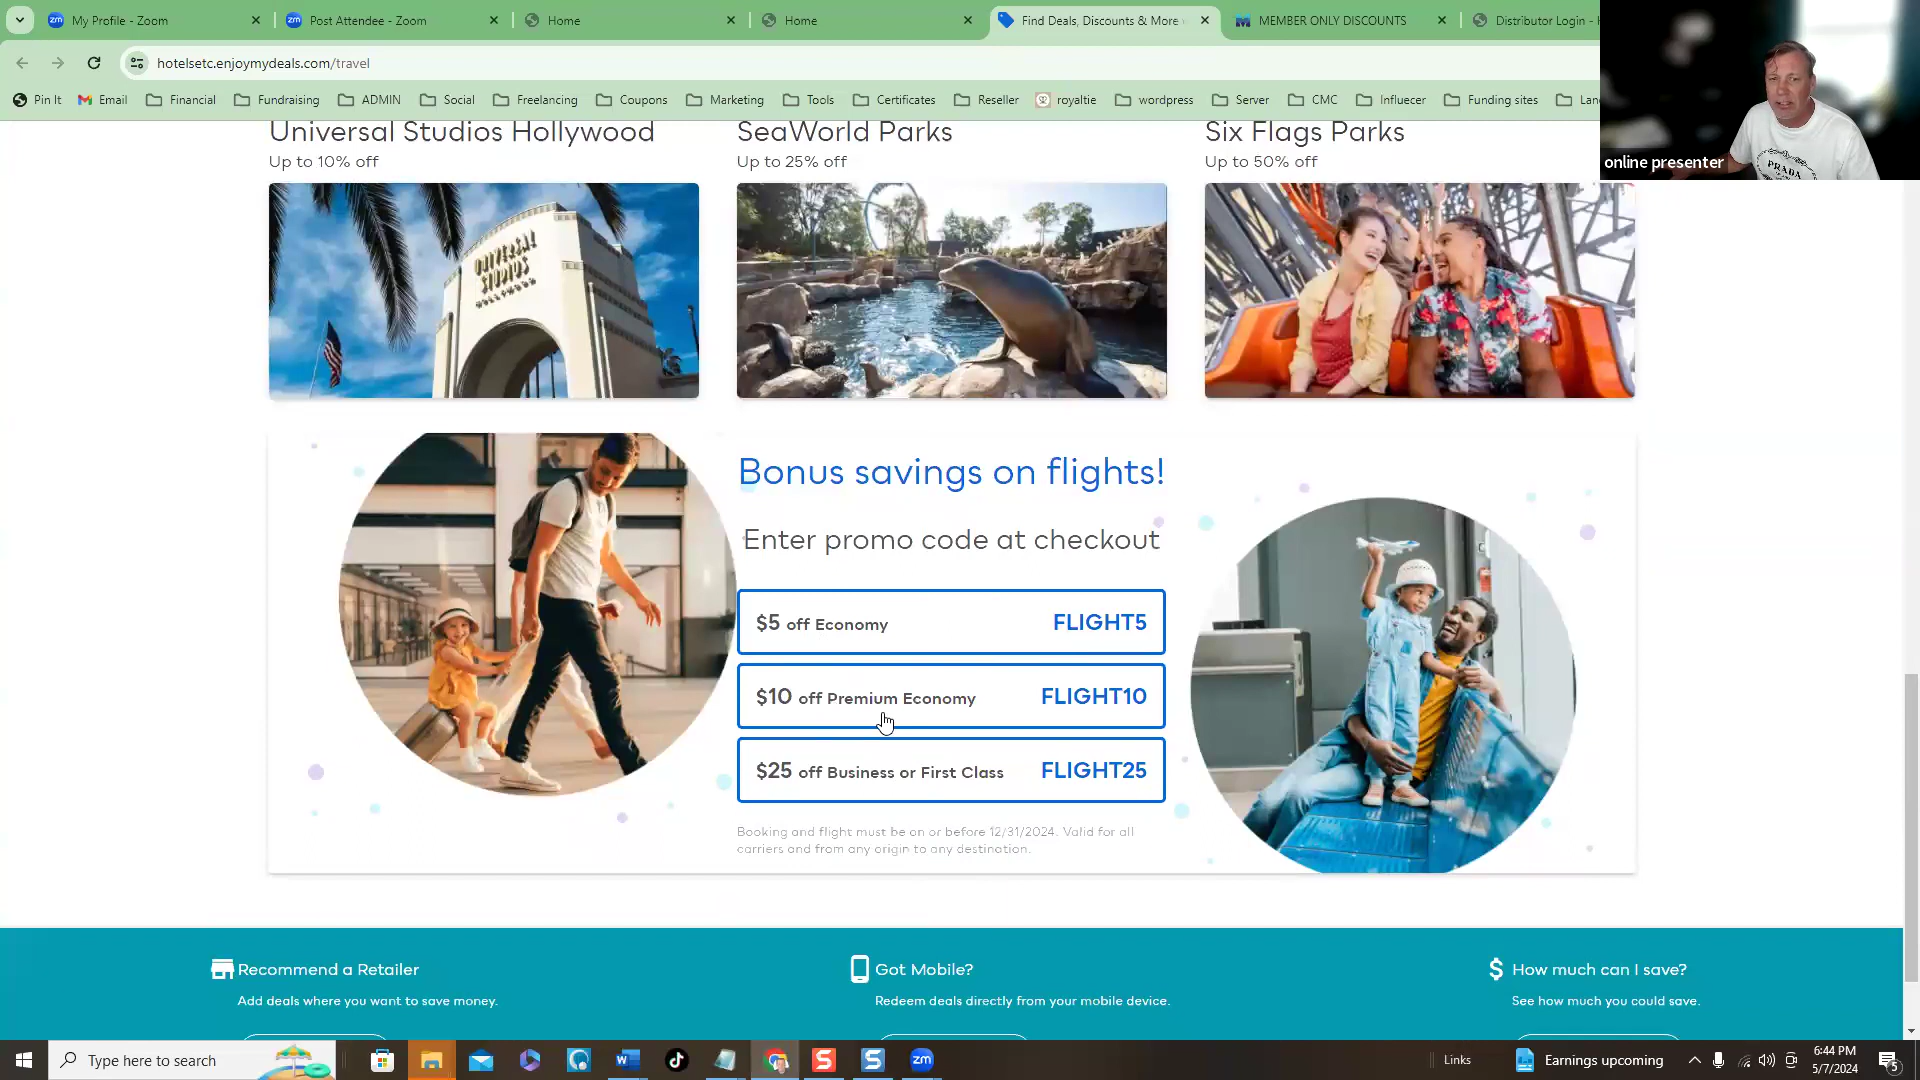 My Profile - Zoom
Post Attendee - Zoom
Home
Home
Find Deals, Discounts & More
MEMBER ONLY DISCOUNTS
Distributor Login -
hotelsetc.enjoymydeals.com/travel
Pin It
Email
Financial
Fundraising
ADMIN
Social
Freelancing
Coupons
Marketing
Tools
Certificates
Reseller
royaltie
wordpress
Server
CMC
Influecer
Funding sites
Lan
online presenter
PRADA
Universal Studios Hollywood
Up to 10% off
SeaWorld Parks
Up to 25% off
Six Flags Parks
Up to 50% off
UNIVERSAL
STUDIOS
HOLLYWOOD
Bonus savings on flights!
Enter promo code at checkout
$5 off Economy FLIGHT5
$10 off Premium Economy FLIGHT10
$25 off Business or First Class FLIGHT25
Booking and flight must be on or before 12/31/2024. Valid for all
carriers and from any origin to any destination.
Recommend a Retailer
Add deals where you want to save money.
Got Mobile?
Redeem deals directly from your mobile device.
How much can I save?
See how much you could save.
Type here to search
Links
Earnings upcoming
6:44 PM
5/7/2024
5